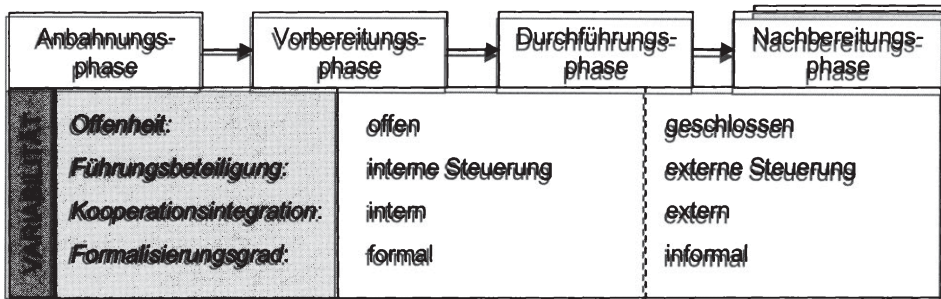 Anbahnungs-
phase
Vorbereitungs-
phase
Durchführungs-
phase
Nachbereitungs-
phase
VARIABILITÄT
Offenheit: offen geschlossen
Führungsbeteiligung: interne Steuerung externe Steuerung
Kooperationsintegration: intern extern
Formalisierungsgrad: formal informal